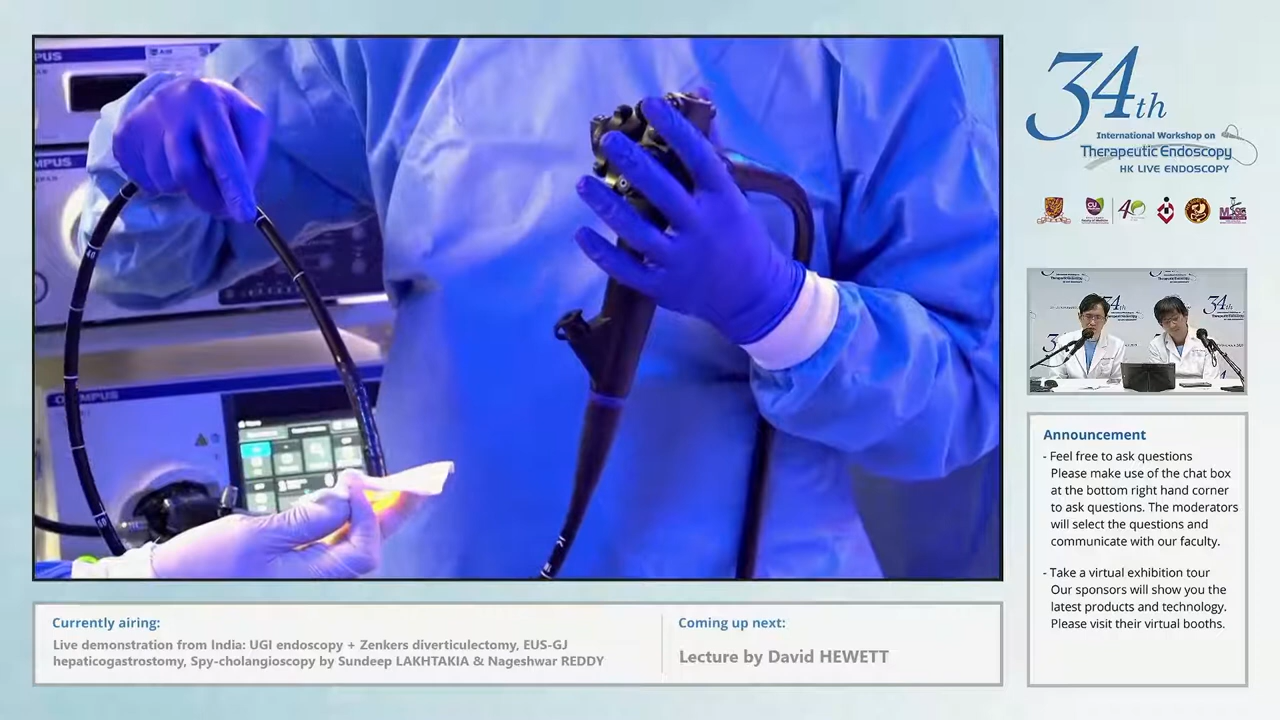 34th
International Workshop on
Therapeutic Endoscopy
HK LIVE ENDOSCOPY
PUS
OLYMPUS
Announcement
- Feel free to ask questions
Please make use of the chat box
at the bottom right hand corner
to ask questions. The moderators
will select the questions and
communicate with our faculty.
- Take a virtual exhibition tour
Our sponsors will show you the
latest products and technology.
Please visit their virtual booths.
Currently airing:
Live demonstration from India: UGI endoscopy + Zenkers diverticulectomy, EUS-GJ
hepaticogastrostomy, Spy-cholangioscopy by Sundeep LAKHTAKIA & Nageshwar REDDY
Coming up next:
Lecture by David HEWETT